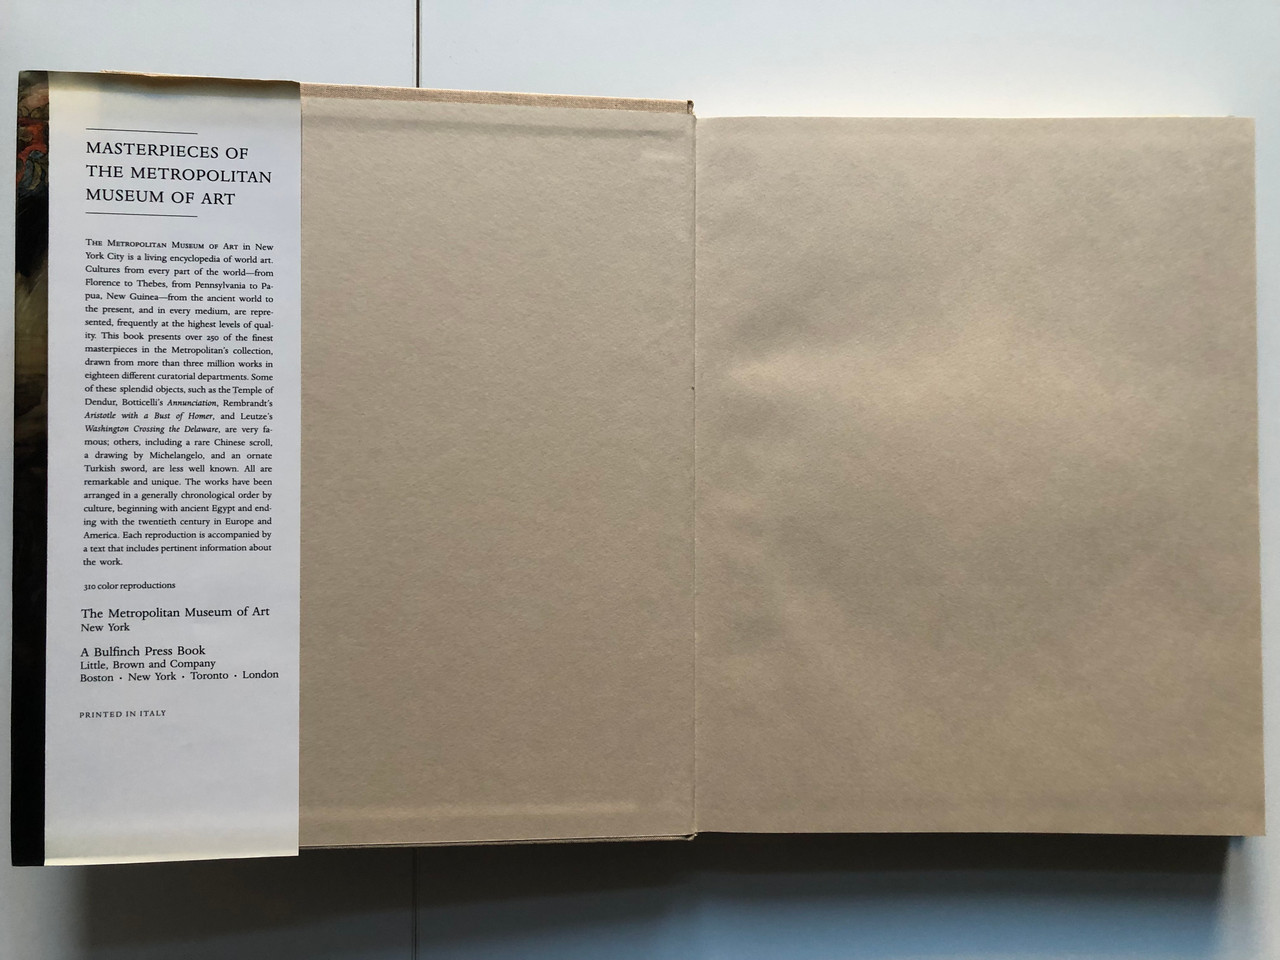 MASTERPIECES OF
THE METROPOLITAN
MUSEUM OF ART
THE METROPOLITAN MUSEUM OF ART in New
York City is a living encyclopedia of world art.
Cultures from every part of the world—from
Florence to Thebes, from Pennsylvania to Pa-
pua, New Guinea—from the ancient world to
the present, and in every medium, are repre-
sented, frequently at the highest levels of qual-
ity. This book presents over 250 of the finest
masterpieces in the Metropolitan's collection,
drawn from more than three million works in
eighteen different curatorial departments. Some
of these splendid objects, such as the Temple of
Dendur, Botticelli's Annunciation, Rembrandt's
Aristotle with a Bust of Homer, and Leutze's
Washington Crossing the Delaware, are very fa-
mous; others, including a rare Chinese scroll,
a drawing by Michelangelo, and an ornate
Turkish sword, are less well known. All are
remarkable and unique. The works have been
arranged in a generally chronological order by
culture, beginning with ancient Egypt and end-
ing with the twentieth century in Europe and
America. Each reproduction is accompanied by
a text that includes pertinent information about
the work.
310 color reproductions
The Metropolitan Museum of Art
New York
A Bulfinch Press Book
Little, Brown and Company
Boston · New York · Toronto · London
PRINTED IN ITALY